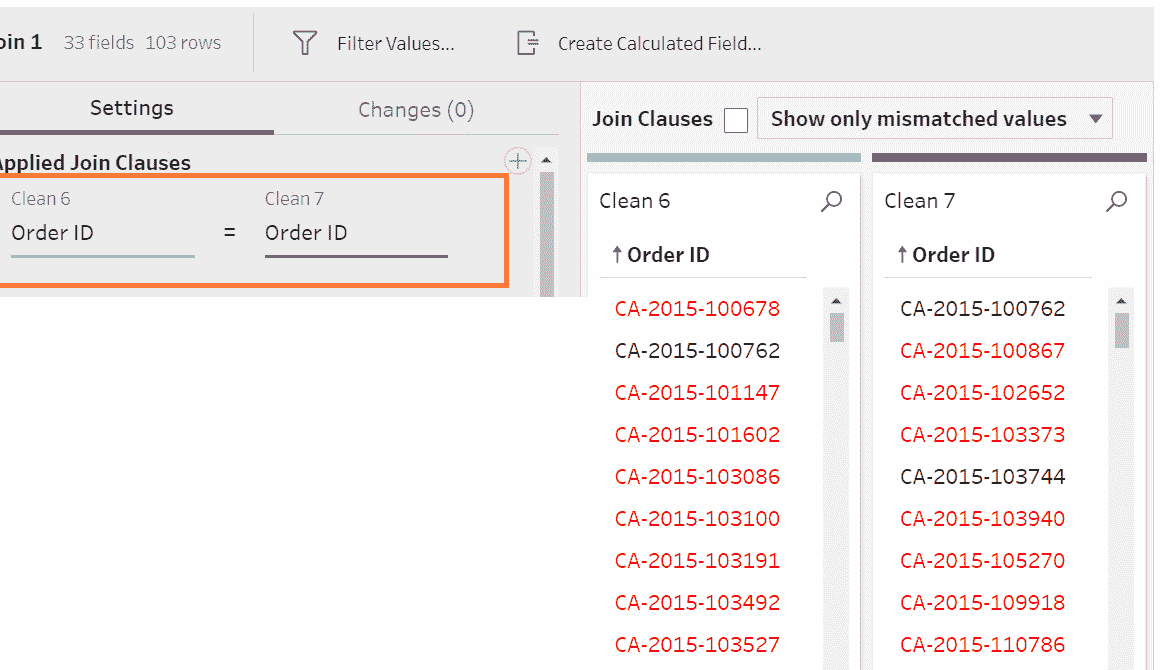 oin 1 33 fields 103 rows Filter Values... Create Calculated Field...
Settings Changes (0)
Applied Join Clauses
Clean 6 Clean 7
Order ID = Order ID
Join Clauses Show only mismatched values
Clean 6
Order ID
CA-2015-100678
CA-2015-100762
CA-2015-101147
CA-2015-101602
CA-2015-103086
CA-2015-103100
CA-2015-103191
CA-2015-103492
CA-2015-103527
Clean 7
Order ID
CA-2015-100762
CA-2015-100867
CA-2015-102652
CA-2015-103373
CA-2015-103744
CA-2015-103940
CA-2015-105270
CA-2015-109918
CA-2015-110786